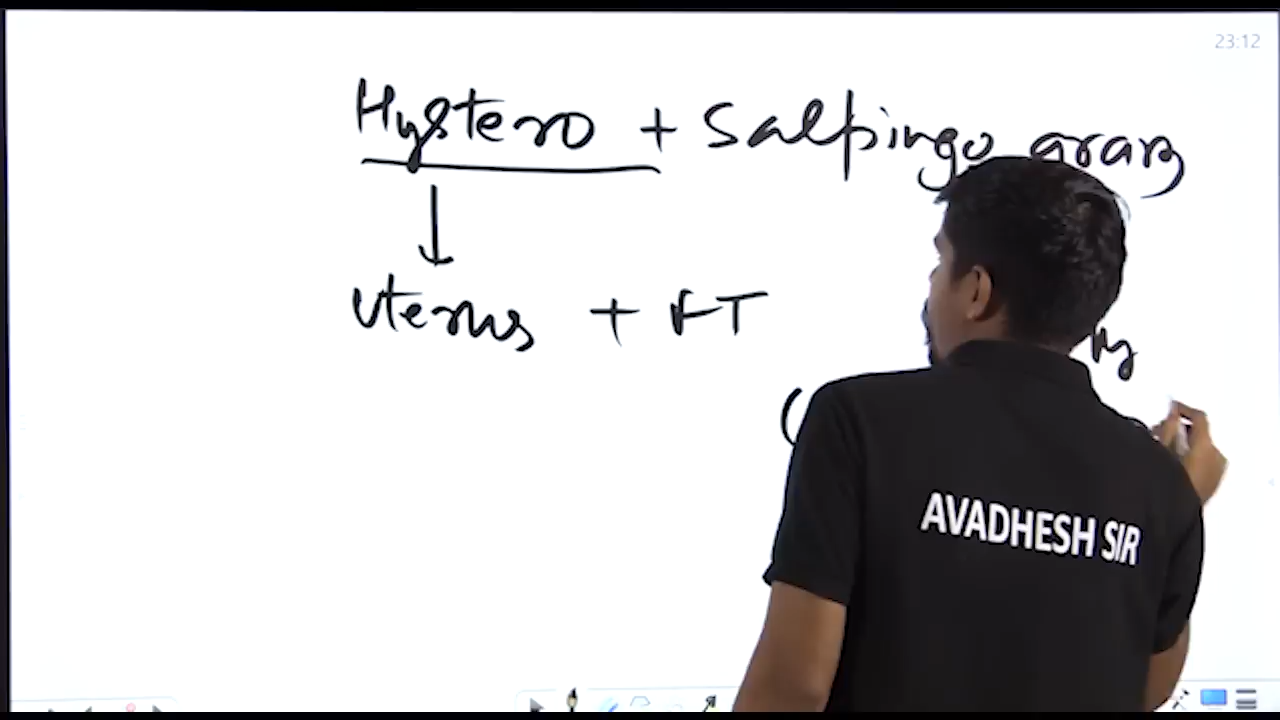 23:12
Hystero + Salpingo
Uterus + FT
(
AVADHESH SIR